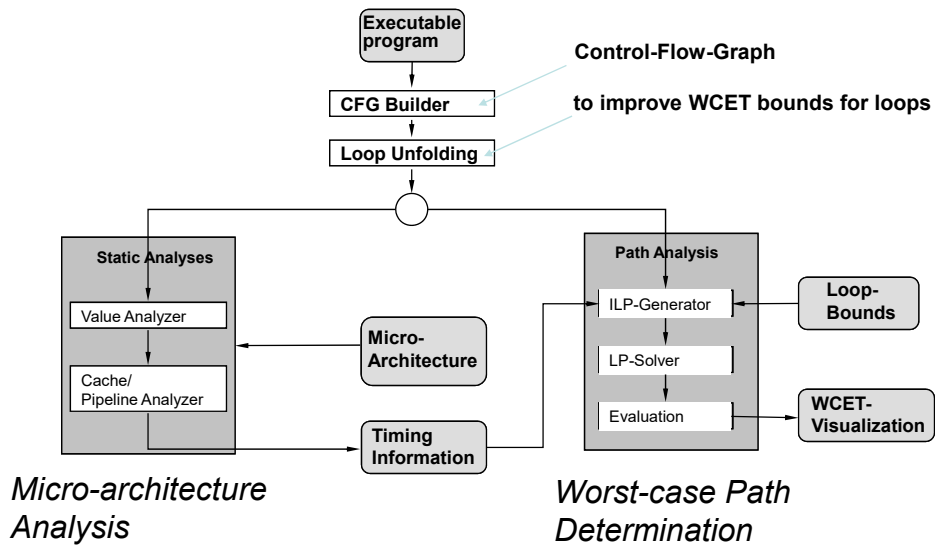 Executable
program
Control-Flow-Graph
CFG Builder
to improve WCET bounds for loops
Loop Unfolding
Static Analyses
Value Analyzer
Cache/
Pipeline Analyzer
Micro-
Architecture
Timing
Information
Path Analysis
ILP-Generator
LP-Solver
Evaluation
Loop-
Bounds
WCET-
Visualization
Micro-architecture
Analysis
Worst-case Path
Determination